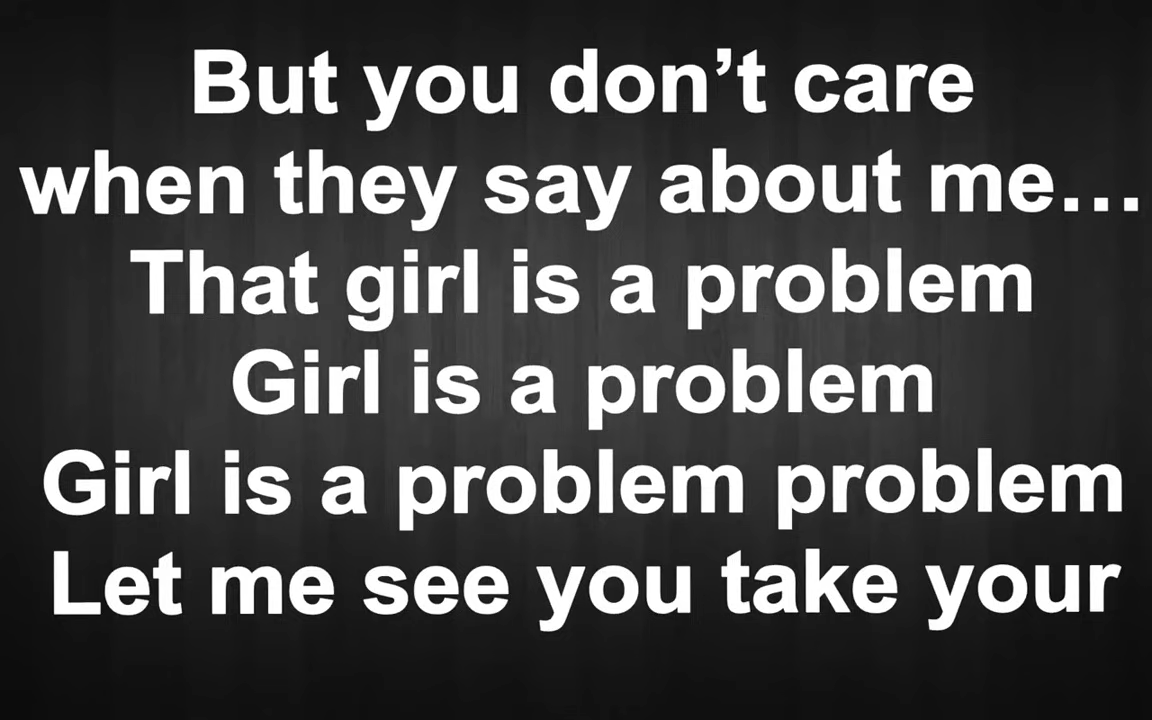 But you don’t care
when they say about me…
That girl is a problem
Girl is a problem
Girl is a problem problem
Let me see you take your